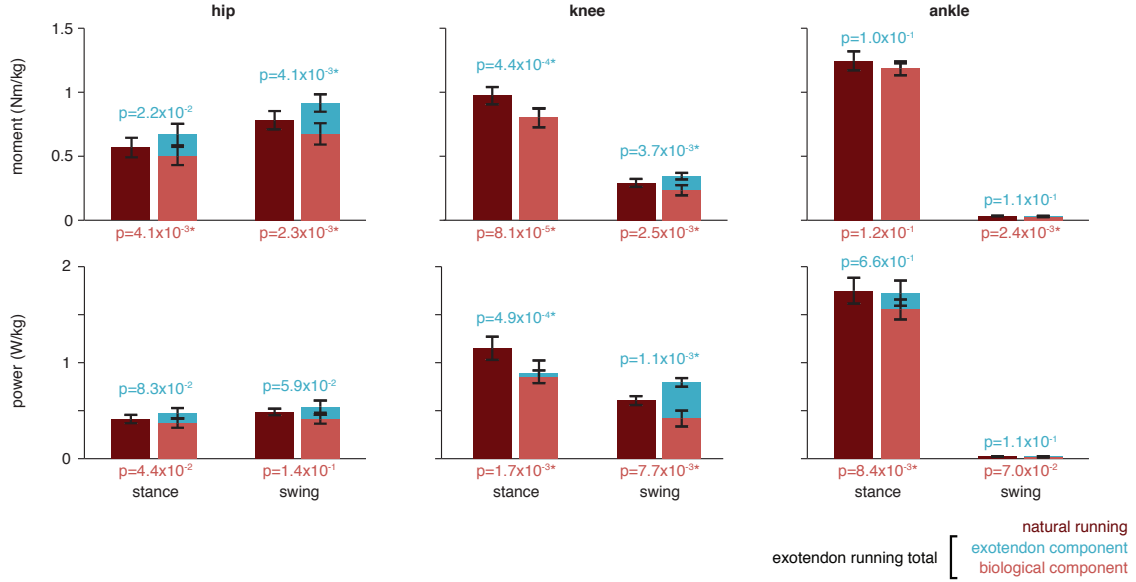 hip
knee
ankle
moment (Nm/kg)
1.5
1
0.5
0
p=2.2x10⁻²
p=4.1x10⁻³*
p=4.4x10⁻⁴*
p=3.7x10⁻³*
p=1.0x10⁻¹
p=1.1x10⁻¹
p=4.1x10⁻³*
p=2.3x10⁻³*
p=8.1x10⁻⁵*
p=2.5x10⁻³*
p=1.2x10⁻¹
p=2.4x10⁻³*
power (W/kg)
2
1
0
p=8.3x10⁻²
p=5.9x10⁻²
p=4.9x10⁻⁴*
p=1.1x10⁻³*
p=6.6x10⁻¹
p=1.1x10⁻¹
p=4.4x10⁻²
p=1.4x10⁻¹
p=1.7x10⁻³*
p=7.7x10⁻³*
p=8.4x10⁻³*
p=7.0x10⁻²
stance
swing
stance
swing
stance
swing
natural running
exotendon running total
exotendon component
biological component